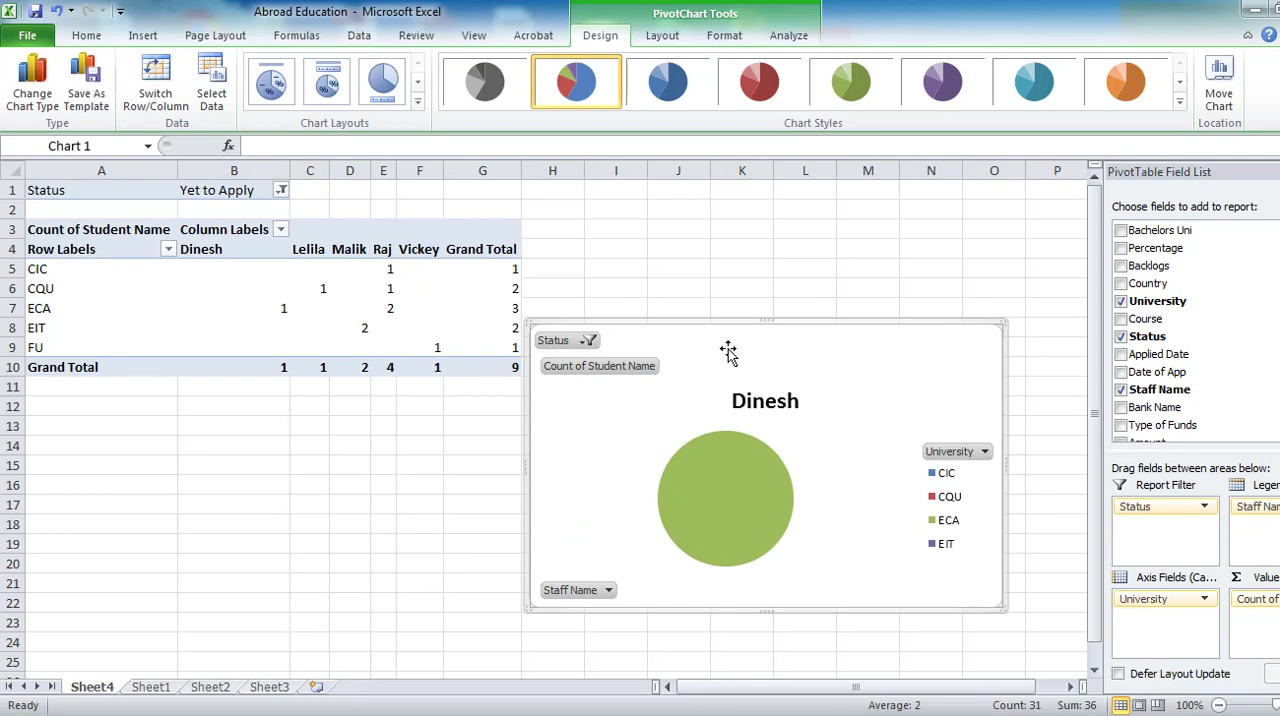 Abroad Education - Microsoft Excel
PivotChart Tools
File Home Insert Page Layout Formulas Data Review View Acrobat Design Layout Format Analyze
Change Chart Type
Save As Template
Switch Row/Column
Select Data
Move Chart
Type Data Chart Layouts Chart Styles Location
Chart 1 fx
A B C D E F G H I J K L M N O P
1 Status Yet to Apply
2
3 Count of Student Name Column Labels
4 Row Labels Dinesh Lelila Malik Raj Vickey Grand Total
5 CIC 1 1
6 CQU 1 1 2
7 ECA 1 2 3
8 EIT 2 2
9 FU 1 1
10 Grand Total 1 1 2 4 1 9
11
12
13
14
15
16
17
18
19
20
21
22
23
24
25
Status
Count of Student Name
Dinesh
University
CIC
CQU
ECA
EIT
Staff Name
PivotTable Field List
Choose fields to add to report:
Bachelors Uni
Percentage
Backlogs
Country
University
Course
Status
Applied Date
Date of App
Staff Name
Bank Name
Type of Funds
Drag fields between areas below:
Report Filter Legen
Status Staff Nam
Axis Fields (Ca... Σ Value
University Count of
Defer Layout Update
Sheet4 Sheet1 Sheet2 Sheet3
Ready Average: 2 Count: 31 Sum: 36 100%